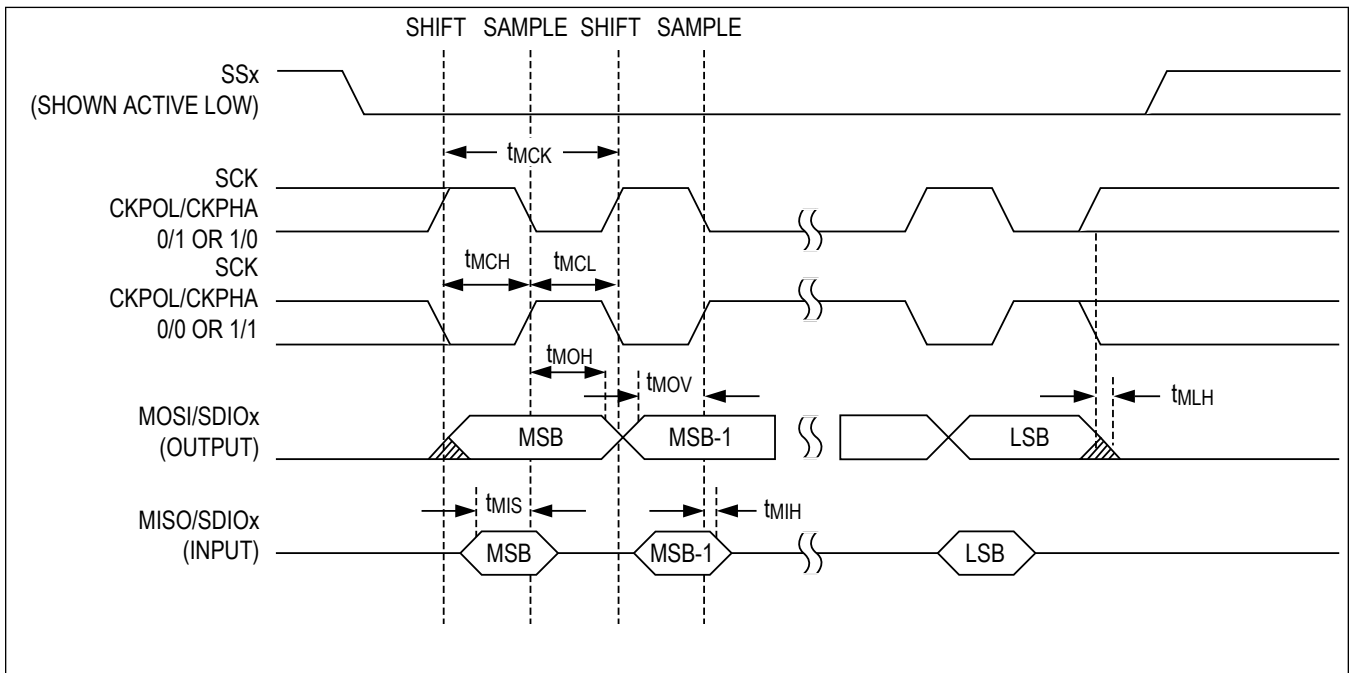 SHIFT SAMPLE SHIFT SAMPLE
SSx
(SHOWN ACTIVE LOW)
tMCK
SCK
CKPOL/CKPHA
0/1 OR 1/0
tMCH tMCL
SCK
CKPOL/CKPHA
0/0 OR 1/1
tMOH
tMOV
tMLH
MOSI/SDIOx
(OUTPUT)
MSB MSB-1 LSB
tMIS
tMIH
MISO/SDIOx
(INPUT)
MSB MSB-1 LSB